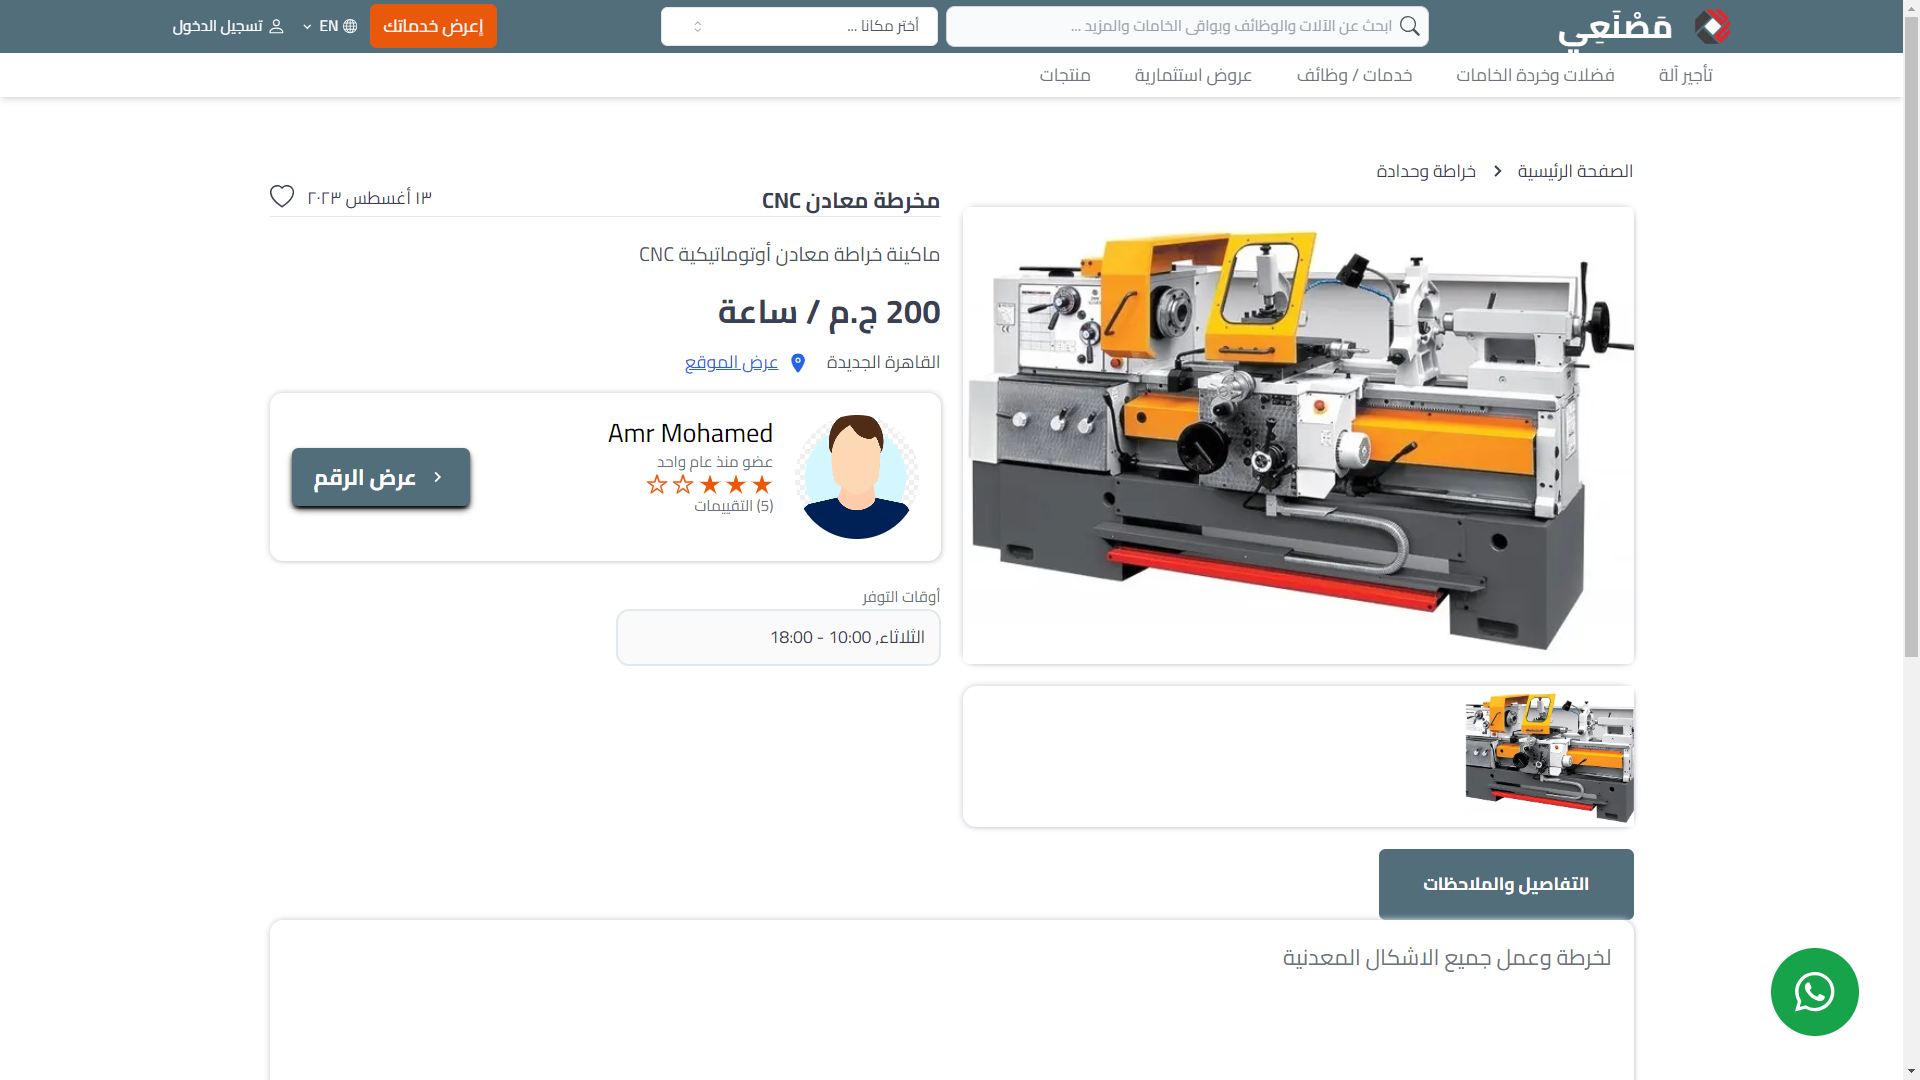 مَصْنَعِي
ابحث عن الآلات والوظائف وبواقى الخامات والمزيد ...
أختر مكانا ...
إعرض خدماتك
EN
تسجيل الدخول
تأجير آلة
فضلات وخردة الخامات
خدمات / وظائف
عروض استثمارية
منتجات
الصفحة الرئيسية
خراطة وحدادة
مخرطة معادن CNC
١٣ أغسطس ٢٠٢٣
ماكينة خراطة معادن أوتوماتيكية CNC
200 ج.م / ساعة
القاهرة الجديدة
عرض الموقع
Amr Mohamed
عضو منذ عام واحد
(5) التقييمات
عرض الرقم
أوقات التوفر
الثلاثاء, 10:00 - 18:00
التفاصيل والملاحظات
لخرطة وعمل جميع الاشكال المعدنية